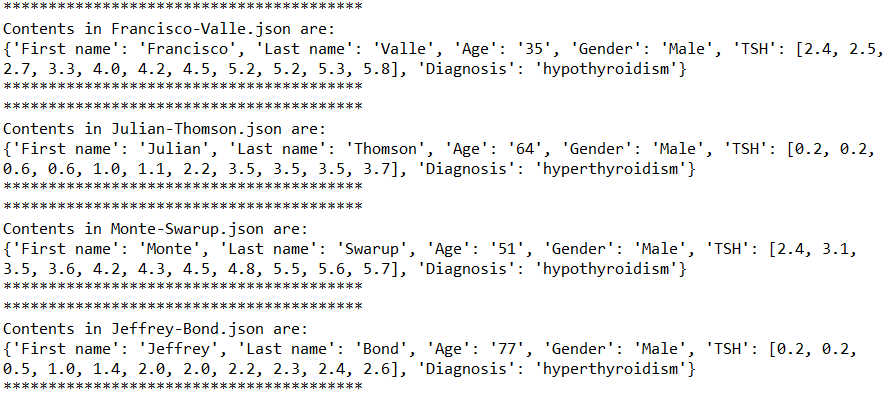 ****************************************
Contents in Francisco-Valle.json are:
{'First name': 'Francisco', 'Last name': 'Valle', 'Age': '35', 'Gender': 'Male', 'TSH': [2.4, 2.5,
2.7, 3.3, 4.0, 4.2, 4.5, 5.2, 5.2, 5.3, 5.8], 'Diagnosis': 'hypothyroidism'}
****************************************
****************************************
Contents in Julian-Thomson.json are:
{'First name': 'Julian', 'Last name': 'Thomson', 'Age': '64', 'Gender': 'Male', 'TSH': [0.2, 0.2,
0.6, 0.6, 1.0, 1.1, 2.2, 3.5, 3.5, 3.5, 3.7], 'Diagnosis': 'hyperthyroidism'}
****************************************
****************************************
Contents in Monte-Swarup.json are:
{'First name': 'Monte', 'Last name': 'Swarup', 'Age': '51', 'Gender': 'Male', 'TSH': [2.4, 3.1,
3.5, 3.6, 4.2, 4.3, 4.5, 4.8, 5.5, 5.6, 5.7], 'Diagnosis': 'hypothyroidism'}
****************************************
****************************************
Contents in Jeffrey-Bond.json are:
{'First name': 'Jeffrey', 'Last name': 'Bond', 'Age': '77', 'Gender': 'Male', 'TSH': [0.2, 0.2,
0.5, 1.0, 1.4, 2.0, 2.0, 2.2, 2.3, 2.4, 2.6], 'Diagnosis': 'hyperthyroidism'}
****************************************